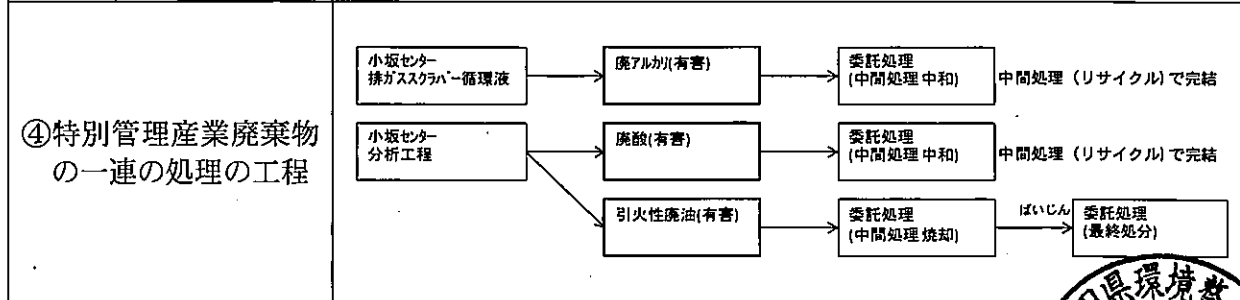 ④特別管理産業廃棄物
の一連の処理の工程
小坂センター
排ガススクラバー循環液
廃アルカリ(有害)
委託処理
(中間処理 中和)
中間処理（リサイクル）で完結
小坂センター
分析工程
廃酸(有害)
委託処理
(中間処理 中和)
中間処理（リサイクル）で完結
引火性廃油(有害)
委託処理
(中間処理 焼却)
ばいじん
委託処理
(最終処分)
県環境